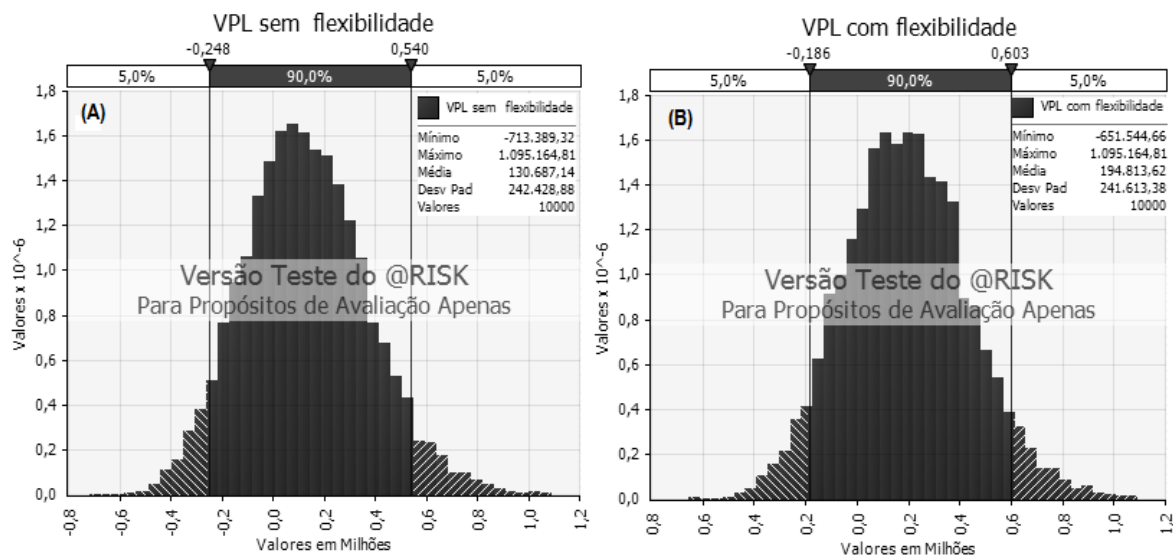 VPL sem flexibilidade
-0,248 0,540
5,0% 90,0% 5,0%
1,8
1,6
1,4
1,2
1,0
0,8
0,6
0,4
0,2
0,0
Valores x 10^-6
(A)
VPL sem flexibilidade
Mínimo -713.389,32
Máximo 1.095.164,81
Média 130.687,14
Desv Pad 242.428,88
Valores 10000
Versão Teste do @RISK
Para Propósitos de Avaliação Apenas
-0,8 -0,6 -0,4 -0,2 0,0 0,2 0,4 0,6 0,8 1,0 1,2
Valores em Milhões
VPL com flexibilidade
-0,186 0,603
5,0% 90,0% 5,0%
1,8
1,6
1,4
1,2
1,0
0,8
0,6
0,4
0,2
0,0
Valores x 10^-6
(B)
VPL com flexibilidade
Mínimo -651.544,66
Máximo 1.095.164,81
Média 194.813,62
Desv Pad 241.613,38
Valores 10000
Versão Teste do @RISK
Para Propósitos de Avaliação Apenas
0,8 -0,6 -0,4 -0,2 0,0 0,2 0,4 0,6 0,8 1,0 1,2
Valores em Milhões